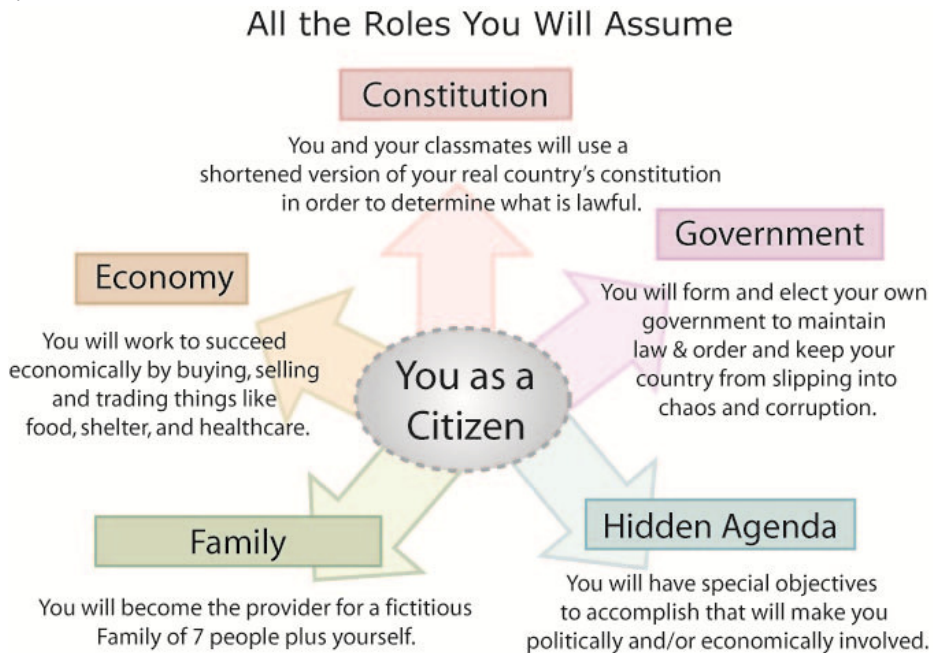 All the Roles You Will Assume
Constitution
You and your classmates will use a
shortened version of your real country's constitution
in order to determine what is lawful.
Government
You will form and elect your own
government to maintain
law & order and keep your
country from slipping into
chaos and corruption.
Economy
You will work to succeed
economically by buying, selling
and trading things like
food, shelter, and healthcare.
You as a
Citizen
Family
You will become the provider for a fictitious
Family of 7 people plus yourself.
Hidden Agenda
You will have special objectives
to accomplish that will make you
politically and/or economically involved.